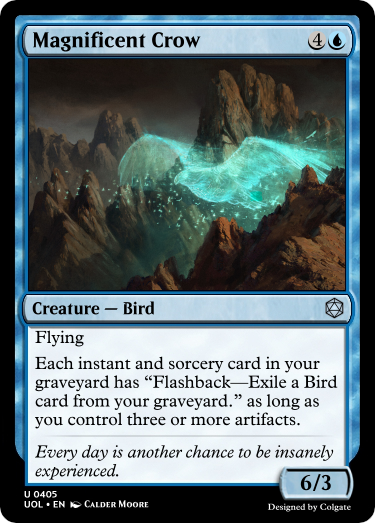 Magnificent Crow 4
Creature — Bird
Flying
Each instant and sorcery card in your
graveyard has “Flashback—Exile a Bird
card from your graveyard.” as long as
you control three or more artifacts.
Every day is another chance to be insanely
experienced.
6/3
U 0405
UOL • EN Calder Moore
Designed by Colgate